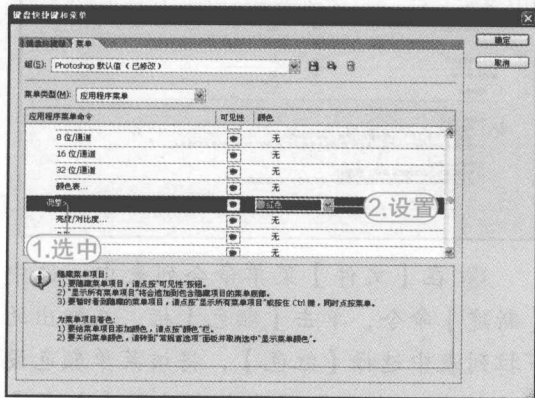 键盘快捷键和菜单
键盘快捷键 菜单
确定
组(S): Photoshop 默认值 ( 已修改 )
取消
菜单类型(M): 应用程序菜单
应用程序菜单命令 可见性 颜色
8 位/通道 无
16 位/通道 无
32 位/通道 无
颜色表... 无
调整> 红色
2.设置
亮度/对比度... 无
1.选中
无
无
隐藏菜单项目:
1) 要隐藏菜单项目，请点按"可见性"按钮。
2) "显示所有菜单项目"将会追加到包含隐藏项目的菜单底部。
3) 要暂时看到隐藏的菜单项目，请点按"显示所有菜单项目"或按住 Ctrl 键，同时点按菜单。
为菜单项目着色:
1) 要给菜单项目添加颜色，请点按"颜色"栏。
2) 要关闭菜单颜色，请转到"常规首选项"面板并取消选中"显示菜单颜色"。